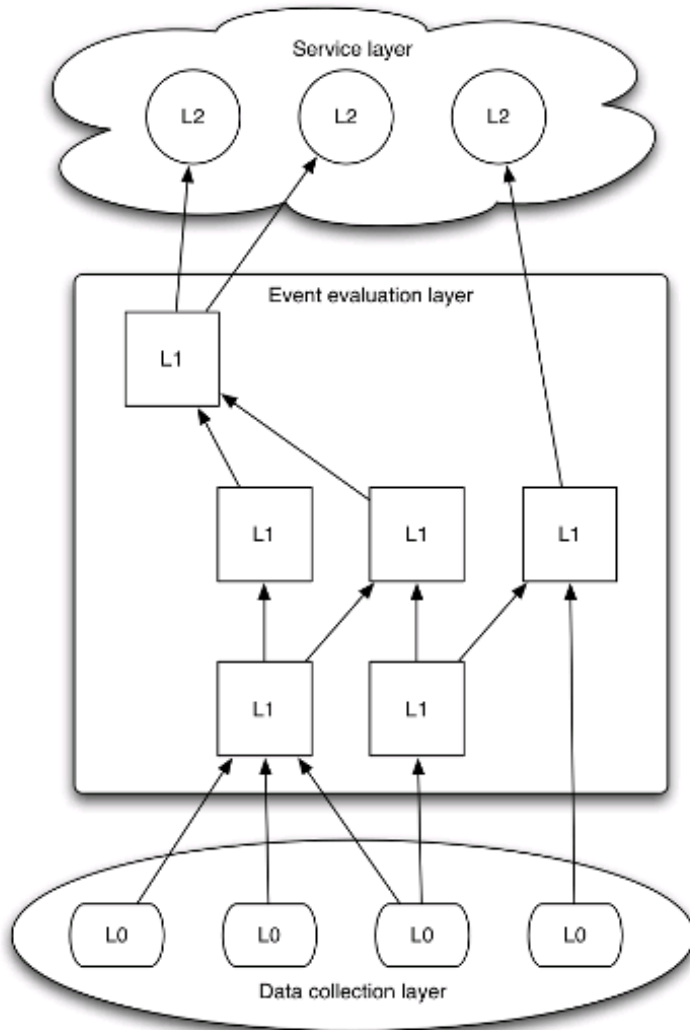 Service layer
L2
L2
L2
Event evaluation layer
L1
L1
L1
L1
L1
L1
L0
L0
L0
L0
Data collection layer